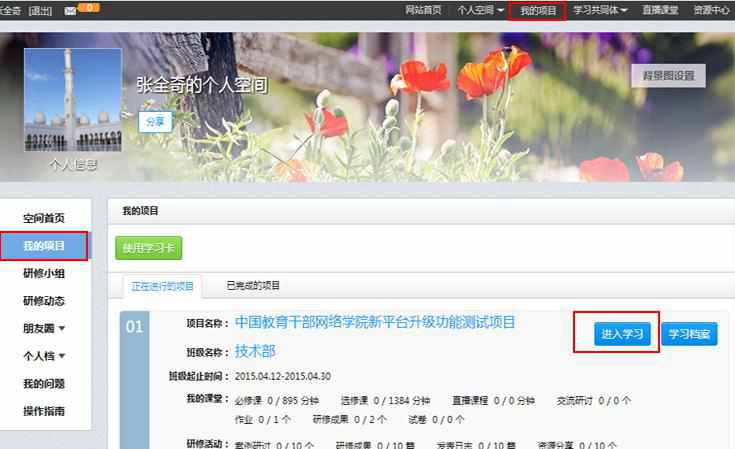 张全奇 [退出] 0 网站首页 个人空间 我的项目 学习共同体 直播课堂 资源中心
张全奇的个人空间
背景图设置
分享
个人信息
空间首页
我的项目
研修小组
研修动态
朋友圈
个人档
我的问题
操作指南
我的项目
使用学习卡
正在进行的项目 已完成的项目
01
项目名称： 中国教育干部网络学院新平台升级功能测试项目
进入学习 学习档案
班级名称： 技术部
班级起止时间： 2015.04.12-2015.04.30
我的课堂： 必修课 0 / 895 分钟 选修课 0 / 1384 分钟 直播课程 0 / 0 分钟 交流研讨 0 / 0 个
作业 0 / 1 个 研修成果 0 / 2 个 试卷 0 / 0 个
研修活动： 案例研讨 0 / 10 个 研修成果 0 / 10 篇 发表日志 0 / 10 篇 资源分享 0 / 10 个